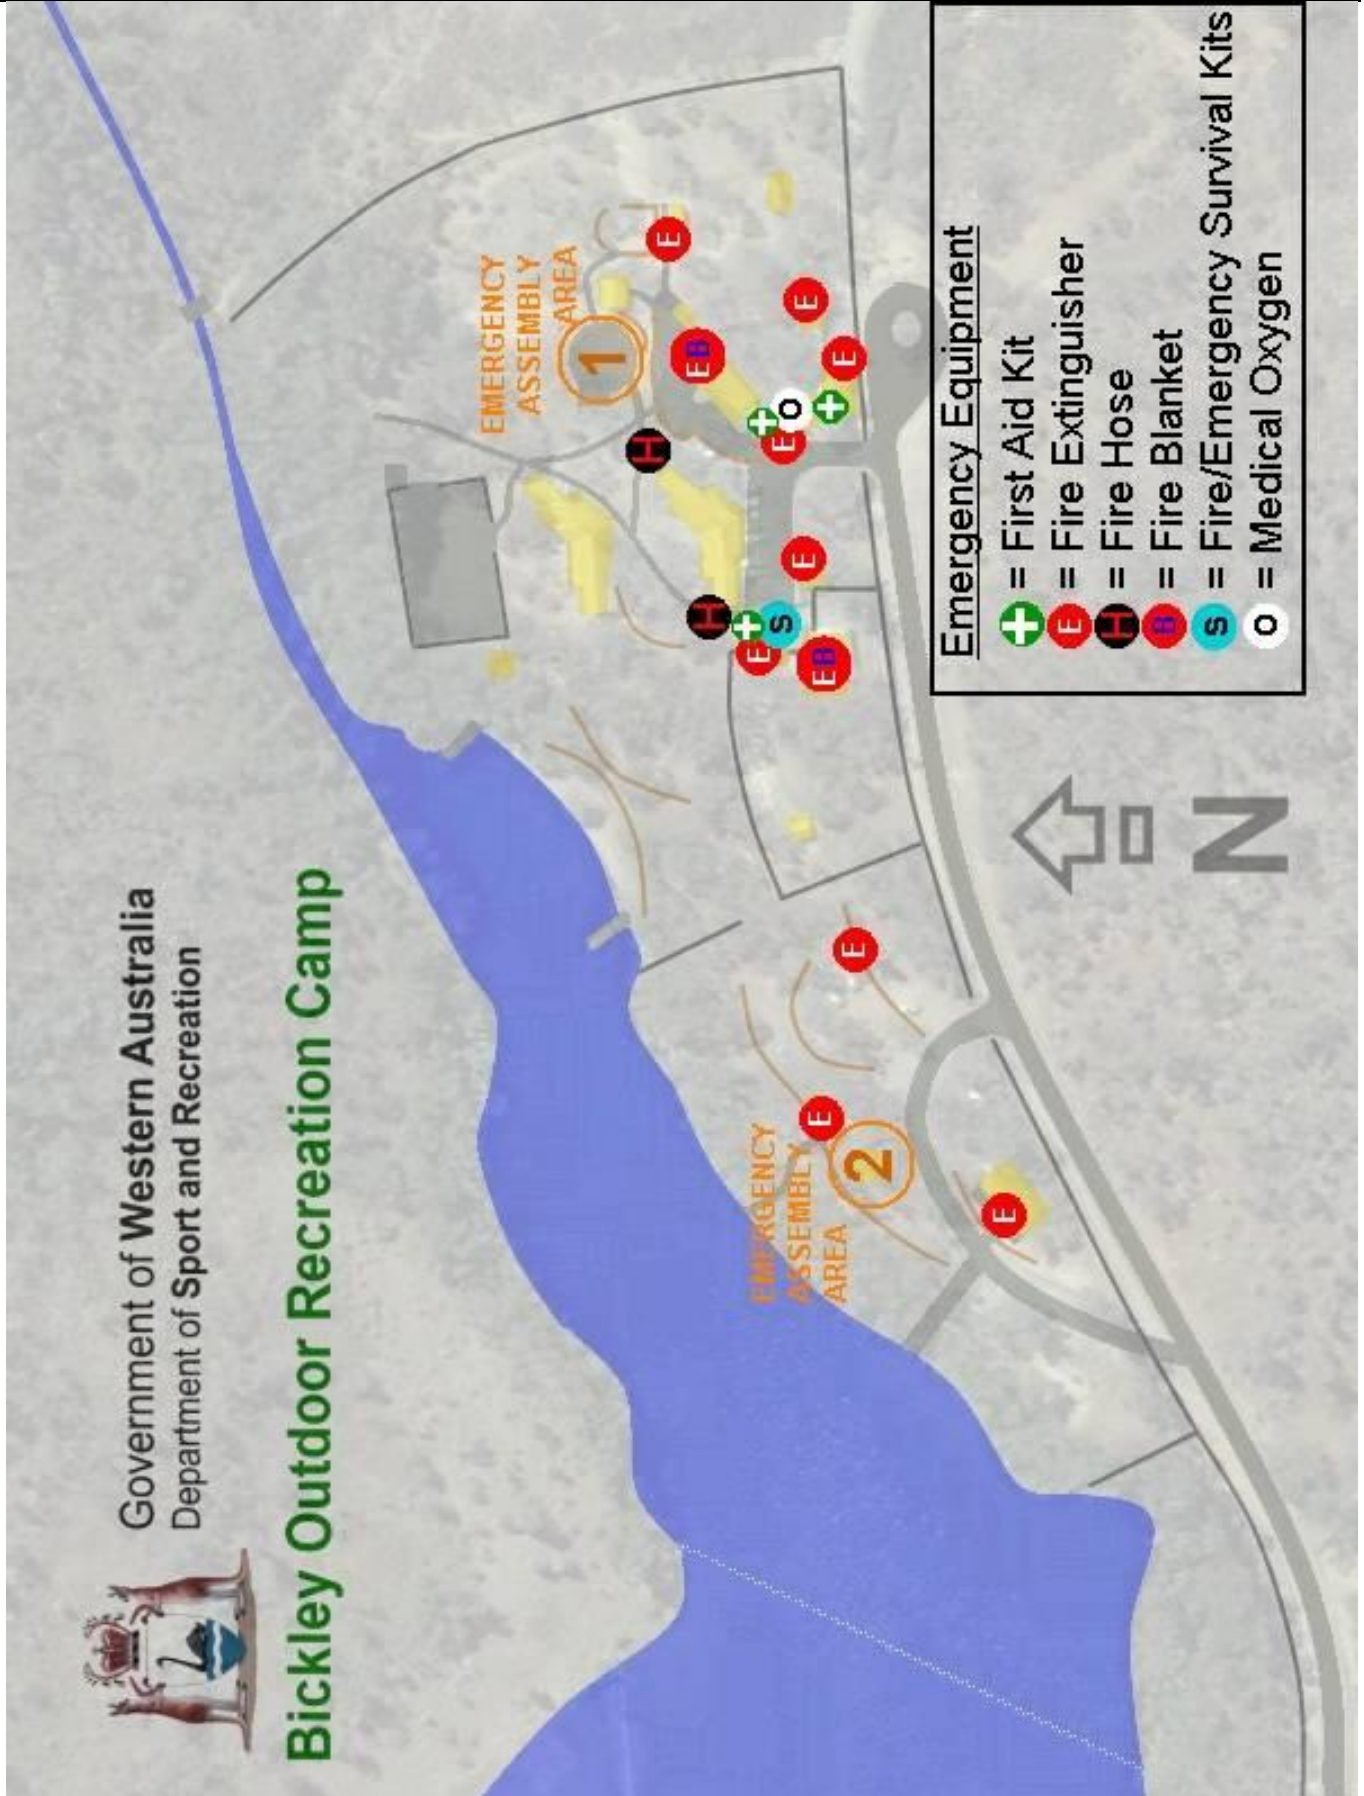 Government of Western Australia
Department of Sport and Recreation
Bickley Outdoor Recreation Camp
EMERGENCY
ASSEMBLY
AREA
1
E
EB
E
E
H
+
O
+
E
E
H
+
S
E
EB
E
E
EMERGENCY
ASSEMBLY
AREA
2
E
N
Emergency Equipment
+ = First Aid Kit
E = Fire Extinguisher
H = Fire Hose
B = Fire Blanket
S = Fire/Emergency Survival Kits
O = Medical Oxygen